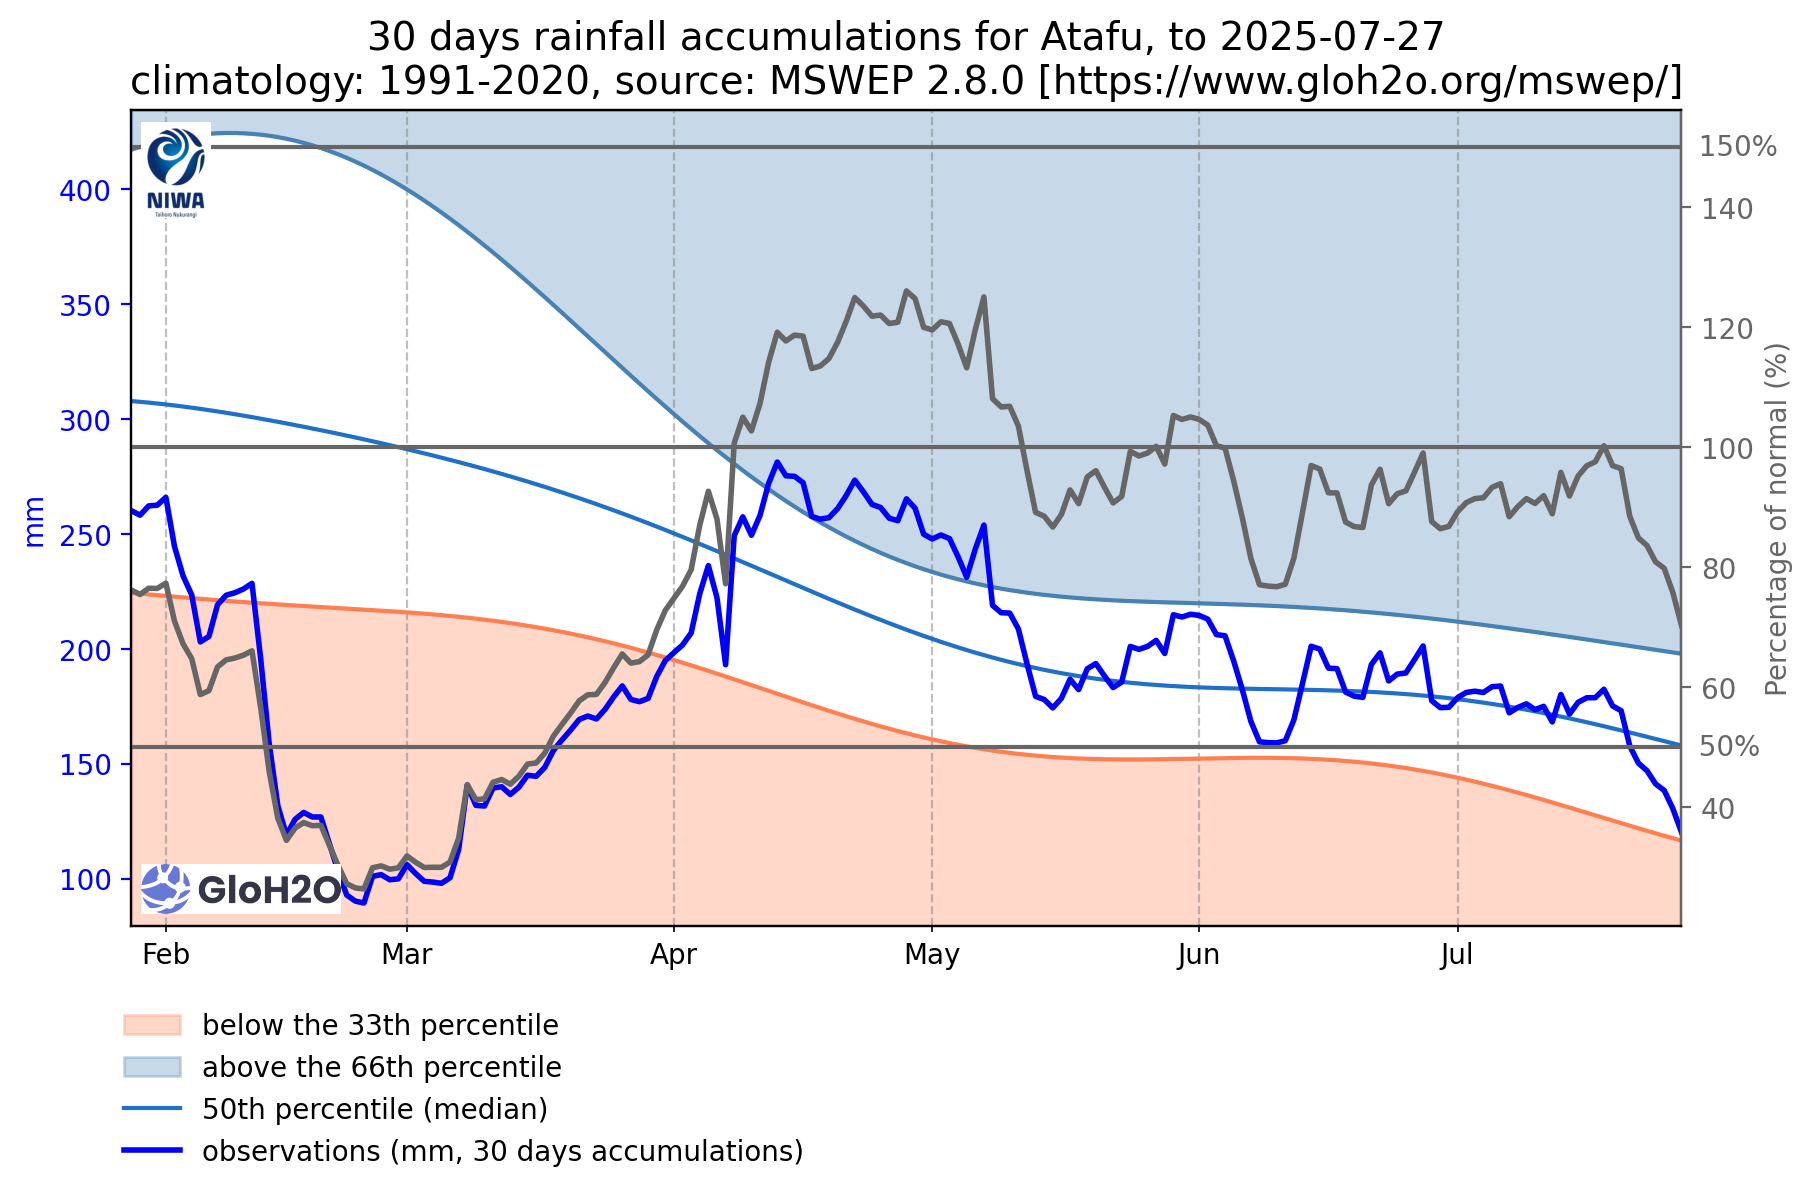 30 days rainfall accumulations for Atafu, to 2025-07-27
climatology: 1991-2020, source: MSWEP 2.8.0 [https://www.gloh2o.org/mswep/]
NIWA
Taihoro Nukurangi
400
350
300
250
200
150
100
mm
150%
140
120
100
80
60
50%
40
Percentage of normal (%)
GloH2O
Feb Mar Apr May Jun Jul
below the 33th percentile
above the 66th percentile
50th percentile (median)
observations (mm, 30 days accumulations)